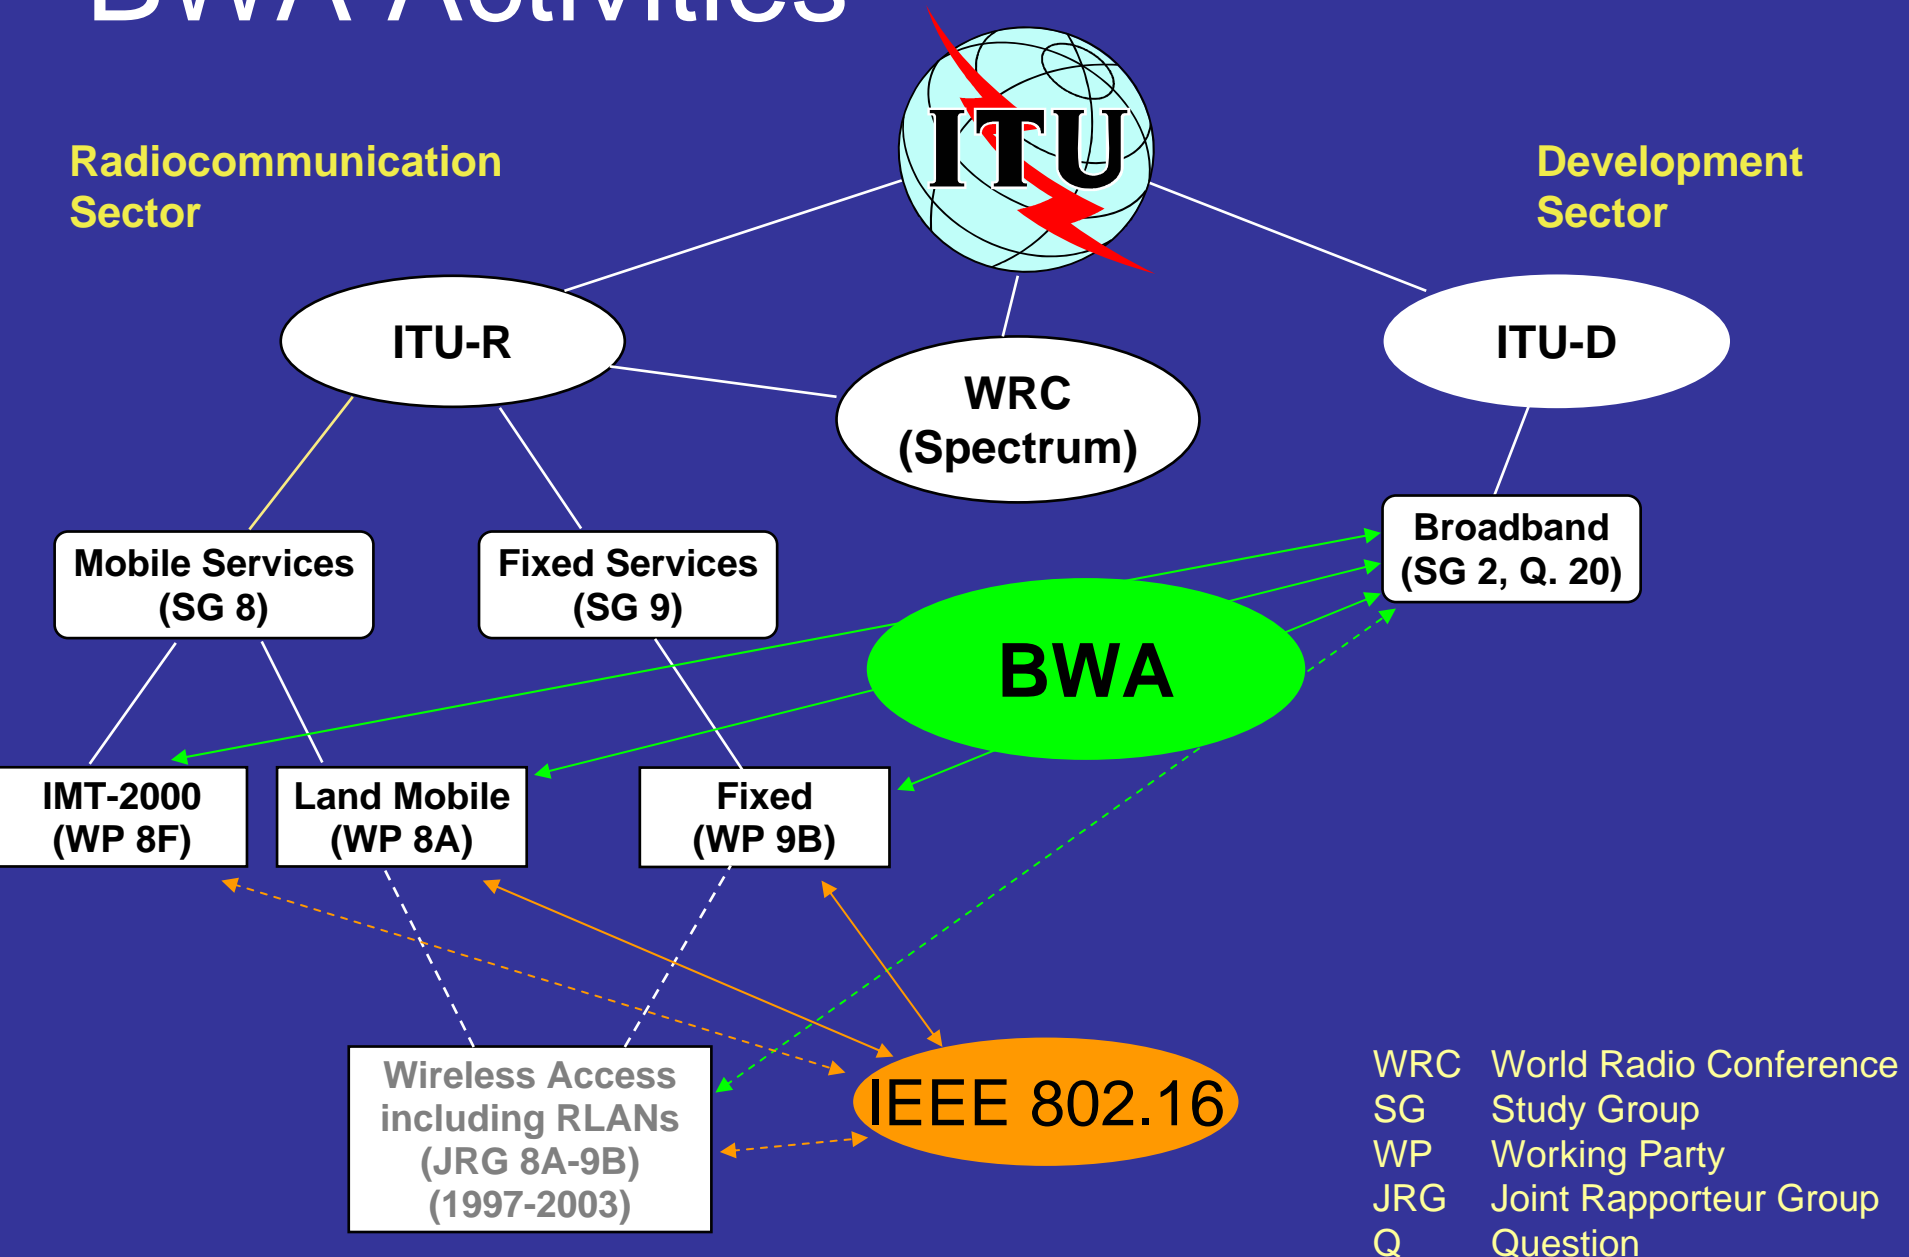 BWA Activities
ITU
Radiocommunication
Sector
Development
Sector
ITU-R
ITU-D
WRC
(Spectrum)
Mobile Services
(SG 8)
Fixed Services
(SG 9)
Broadband
(SG 2, Q. 20)
BWA
IMT-2000
(WP 8F)
Land Mobile
(WP 8A)
Fixed
(WP 9B)
Wireless Access
including RLANs
(JRG 8A-9B)
(1997-2003)
IEEE 802.16
WRC World Radio Conference
SG Study Group
WP Working Party
JRG Joint Rapporteur Group
Q Question